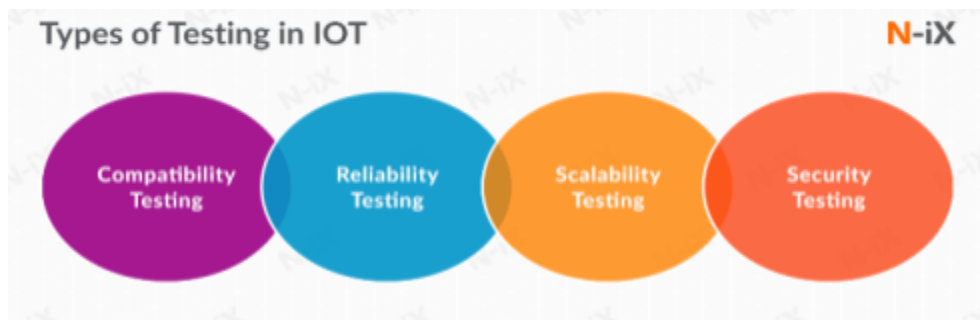 Types of Testing in IOT
N-iX
Compatibility
Testing
Reliability
Testing
Scalability
Testing
Security
Testing